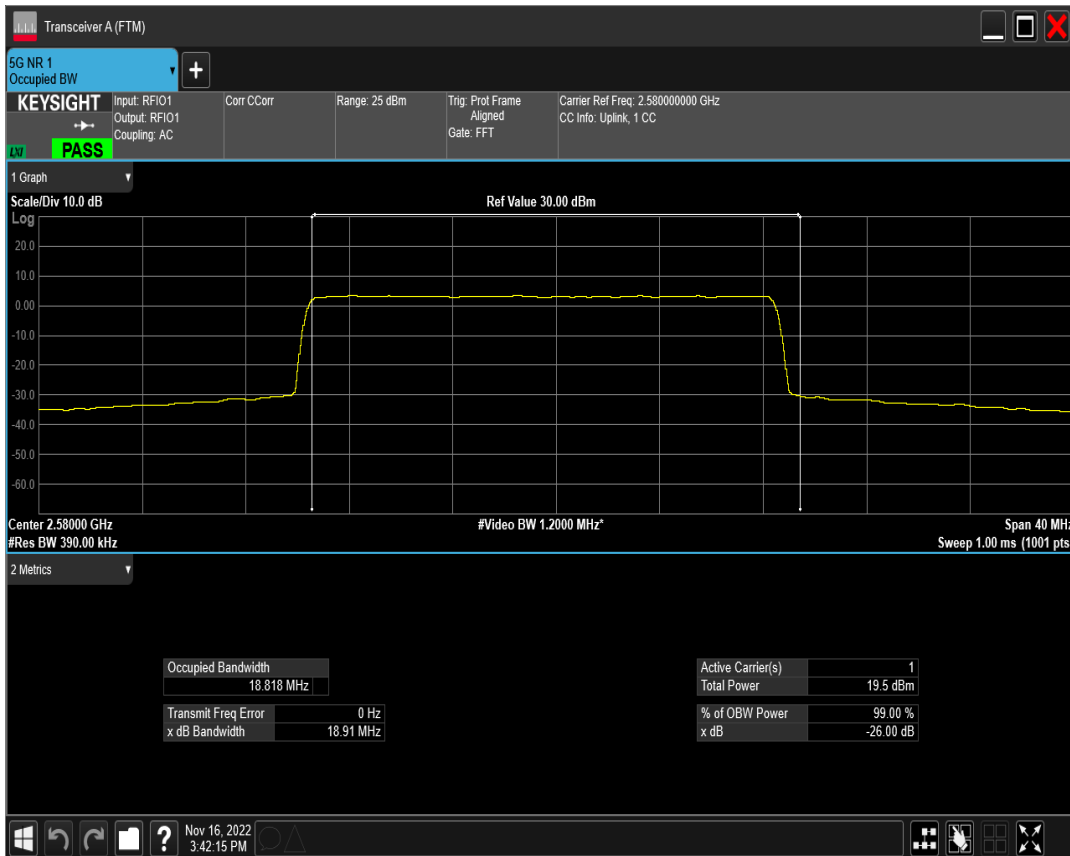 Transceiver A (FTM)
5G NR 1
Occupied BW
+
KEYSIGHT
LXI
PASS
Input: RFIO1
Output: RFIO1
Coupling: AC
Corr CCorr
Range: 25 dBm
Trig: Prot Frame
Aligned
Gate: FFT
Carrier Ref Freq: 2.580000000 GHz
CC Info: Uplink, 1 CC
1 Graph
Scale/Div 10.0 dB
Ref Value 30.00 dBm
Log
20.0
10.0
0.00
-10.0
-20.0
-30.0
-40.0
-50.0
-60.0
Center 2.58000 GHz
#Video BW 1.2000 MHz*
Span 40 MHz
#Res BW 390.00 kHz
Sweep 1.00 ms (1001 pts
2 Metrics
Occupied Bandwidth
18.818 MHz
Transmit Freq Error 0 Hz
x dB Bandwidth 18.91 MHz
Active Carrier(s) 1
Total Power 19.5 dBm
% of OBW Power 99.00 %
x dB -26.00 dB
?
Nov 16, 2022
3:42:15 PM